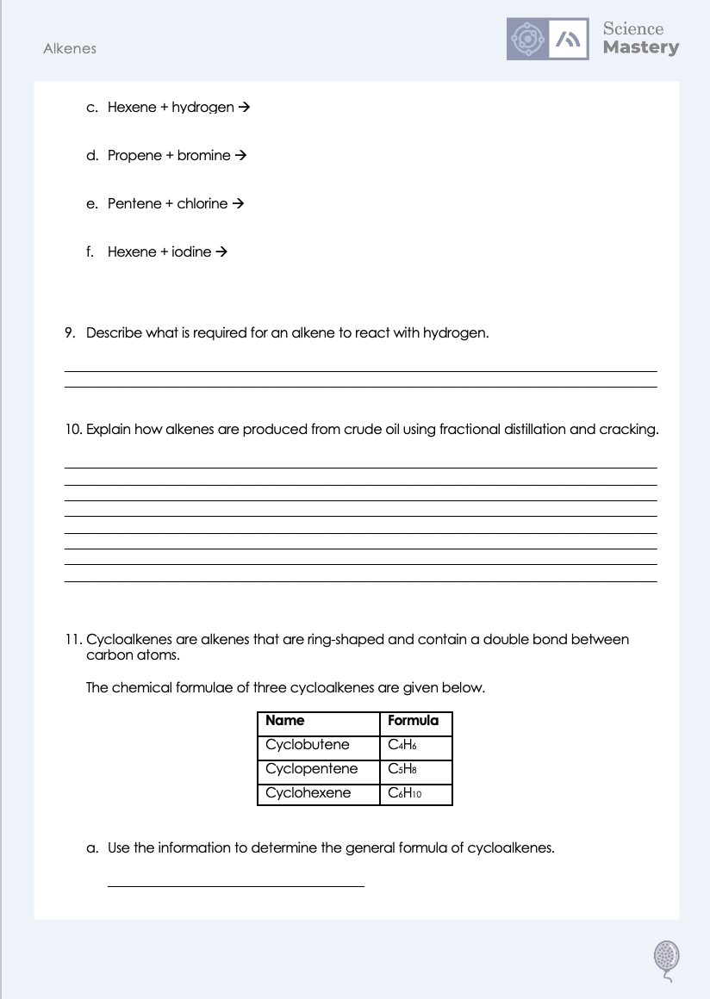 Alkenes
Science
Mastery
c. Hexene + hydrogen →
d. Propene + bromine →
e. Pentene + chlorine →
f. Hexene + iodine →
9. Describe what is required for an alkene to react with hydrogen.
10. Explain how alkenes are produced from crude oil using fractional distillation and cracking.
11. Cycloalkenes are alkenes that are ring-shaped and contain a double bond between
carbon atoms.
The chemical formulae of three cycloalkenes are given below.
Name Formula
Cyclobutene C₄H₆
Cyclopentene C₅H₈
Cyclohexene C₆H₁₀
a. Use the information to determine the general formula of cycloalkenes.